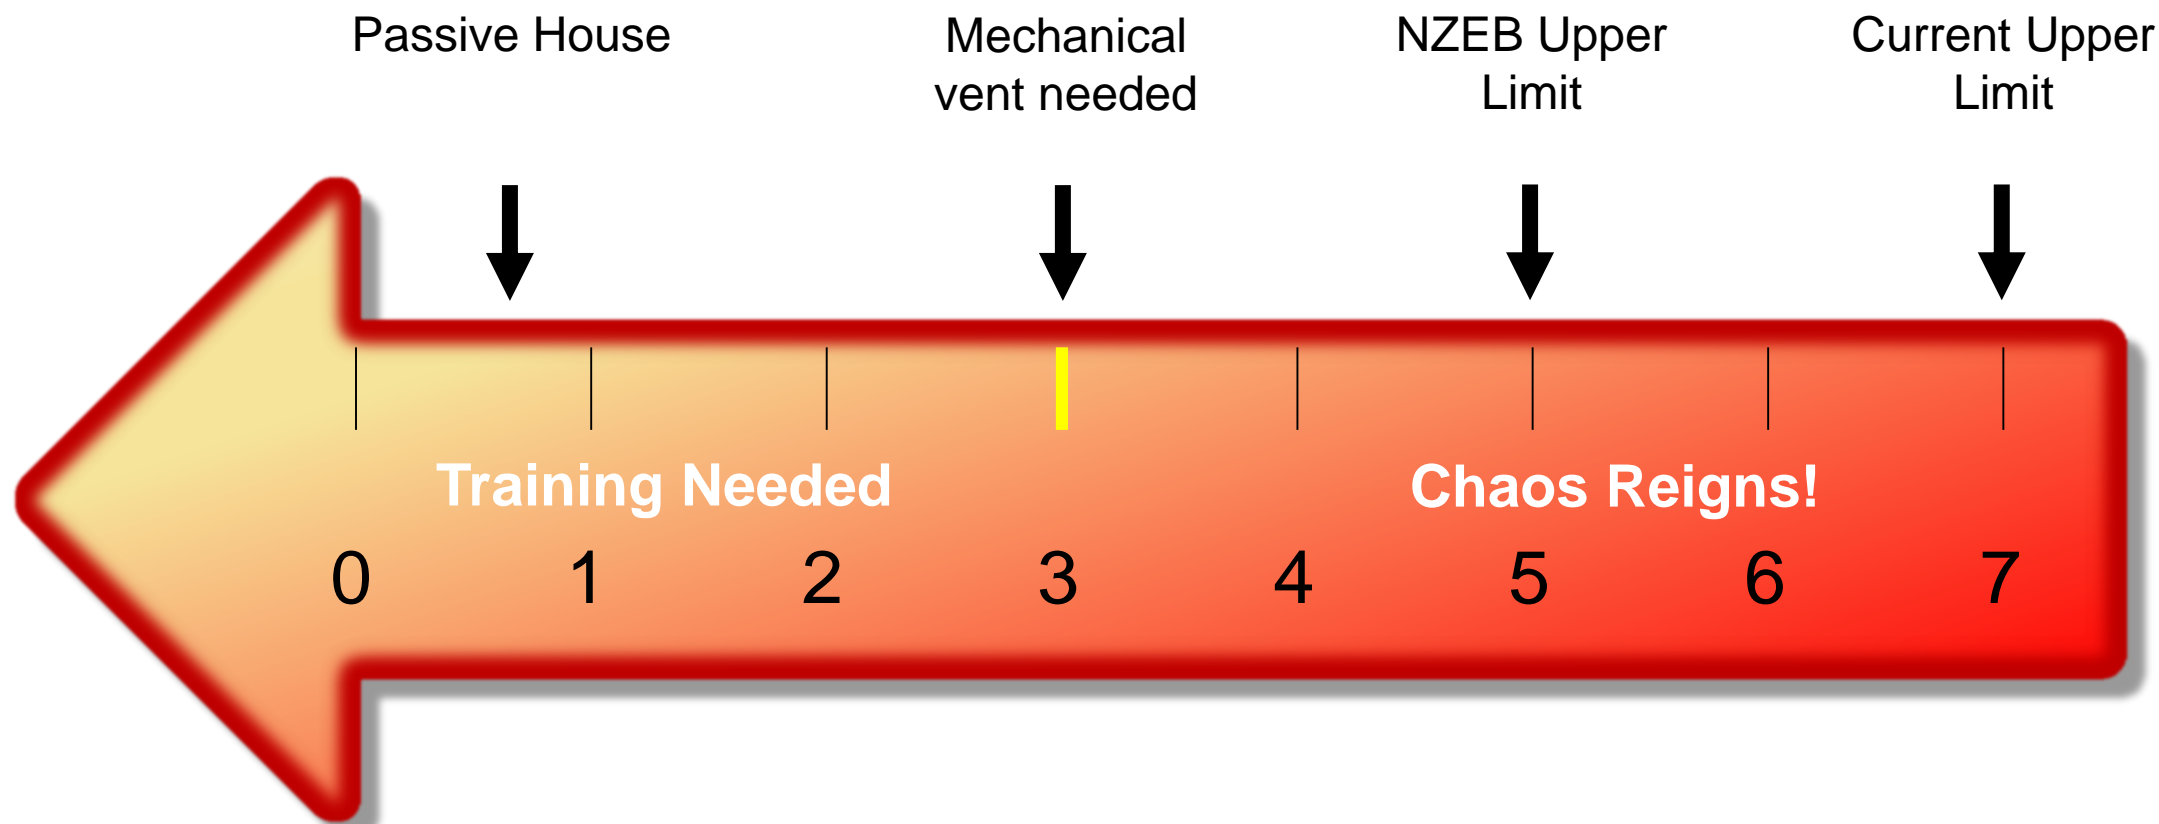 Passive House
Mechanical
vent needed
NZEB Upper
Limit
Current Upper
Limit
Training Needed
Chaos Reigns!
0 1 2 3 4 5 6 7